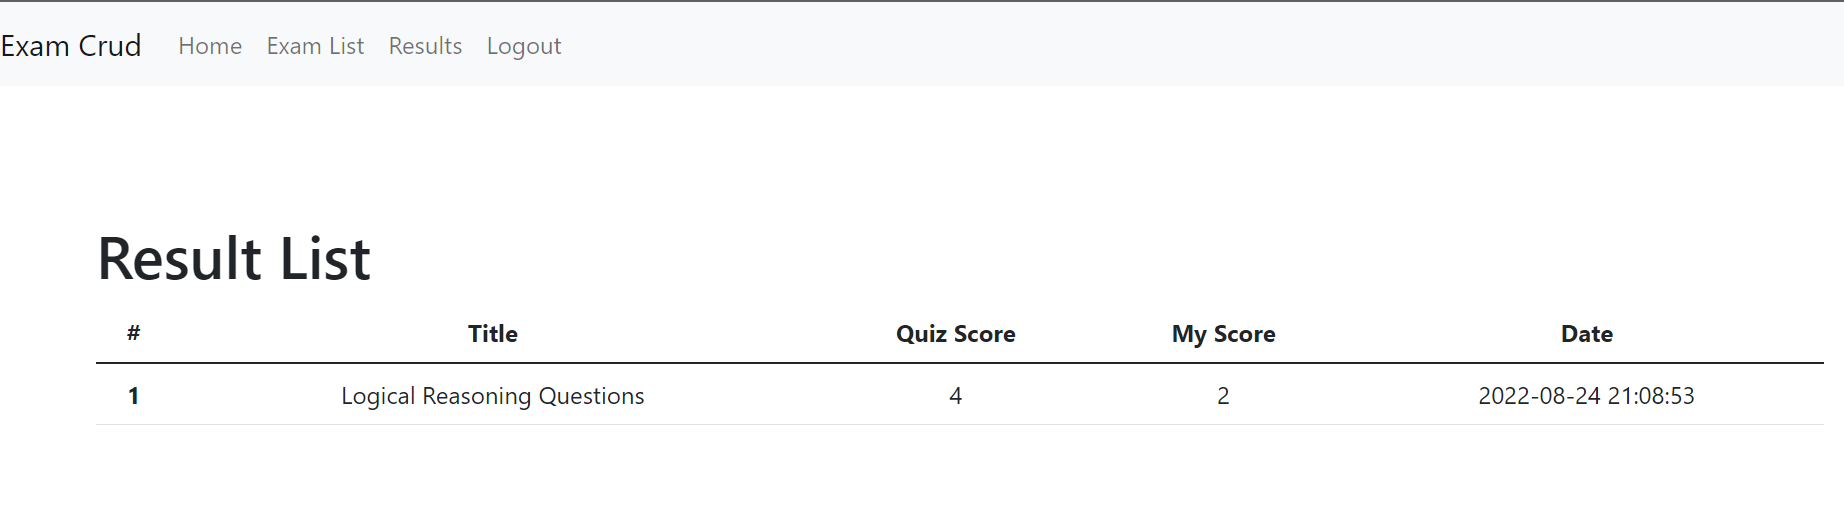 Exam Crud Home Exam List Results Logout
Result List
# Title Quiz Score My Score Date
1 Logical Reasoning Questions 4 2 2022-08-24 21:08:53